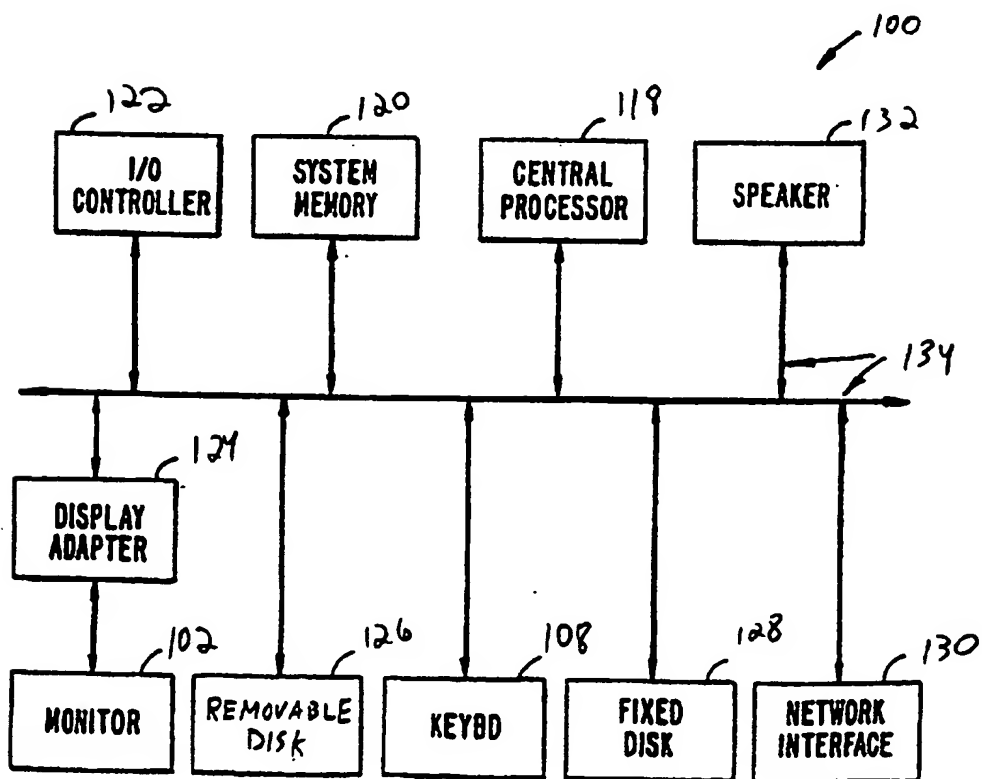 100
122
120
118
132
I/O
CONTROLLER
SYSTEM
MEMORY
CENTRAL
PROCESSOR
SPEAKER
134
124
DISPLAY
ADAPTER
102
126
108
128
130
MONITOR
REMOVABLE
DISK
KEYBD
FIXED
DISK
NETWORK
INTERFACE